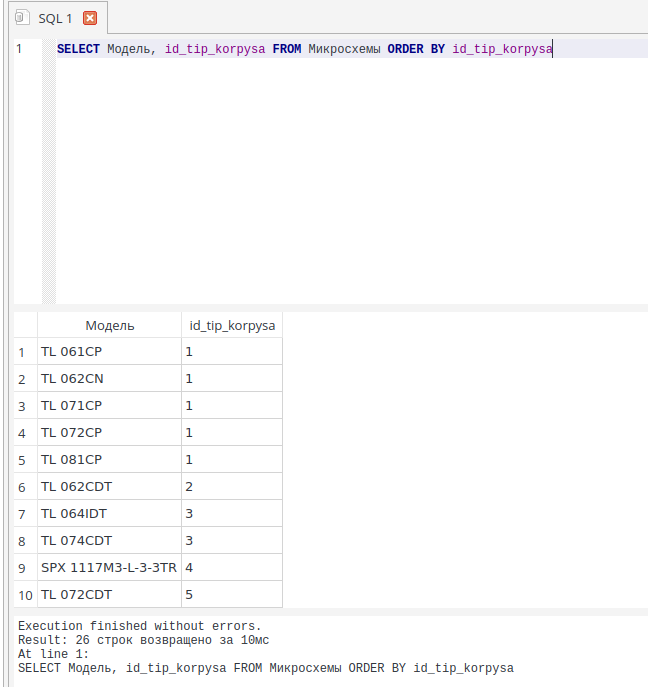 SQL 1
1 SELECT Модель, id_tip_korpysa FROM Микросхемы ORDER BY id_tip_korpysa
Модель id_tip_korpysa
1 TL 061CP 1
2 TL 062CN 1
3 TL 071CP 1
4 TL 072CP 1
5 TL 081CP 1
6 TL 062CDT 2
7 TL 064IDT 3
8 TL 074CDT 3
9 SPX 1117M3-L-3-3TR 4
10 TL 072CDT 5
Execution finished without errors.
Result: 26 строк возвращено за 10мс
At line 1:
SELECT Модель, id_tip_korpysa FROM Микросхемы ORDER BY id_tip_korpysa